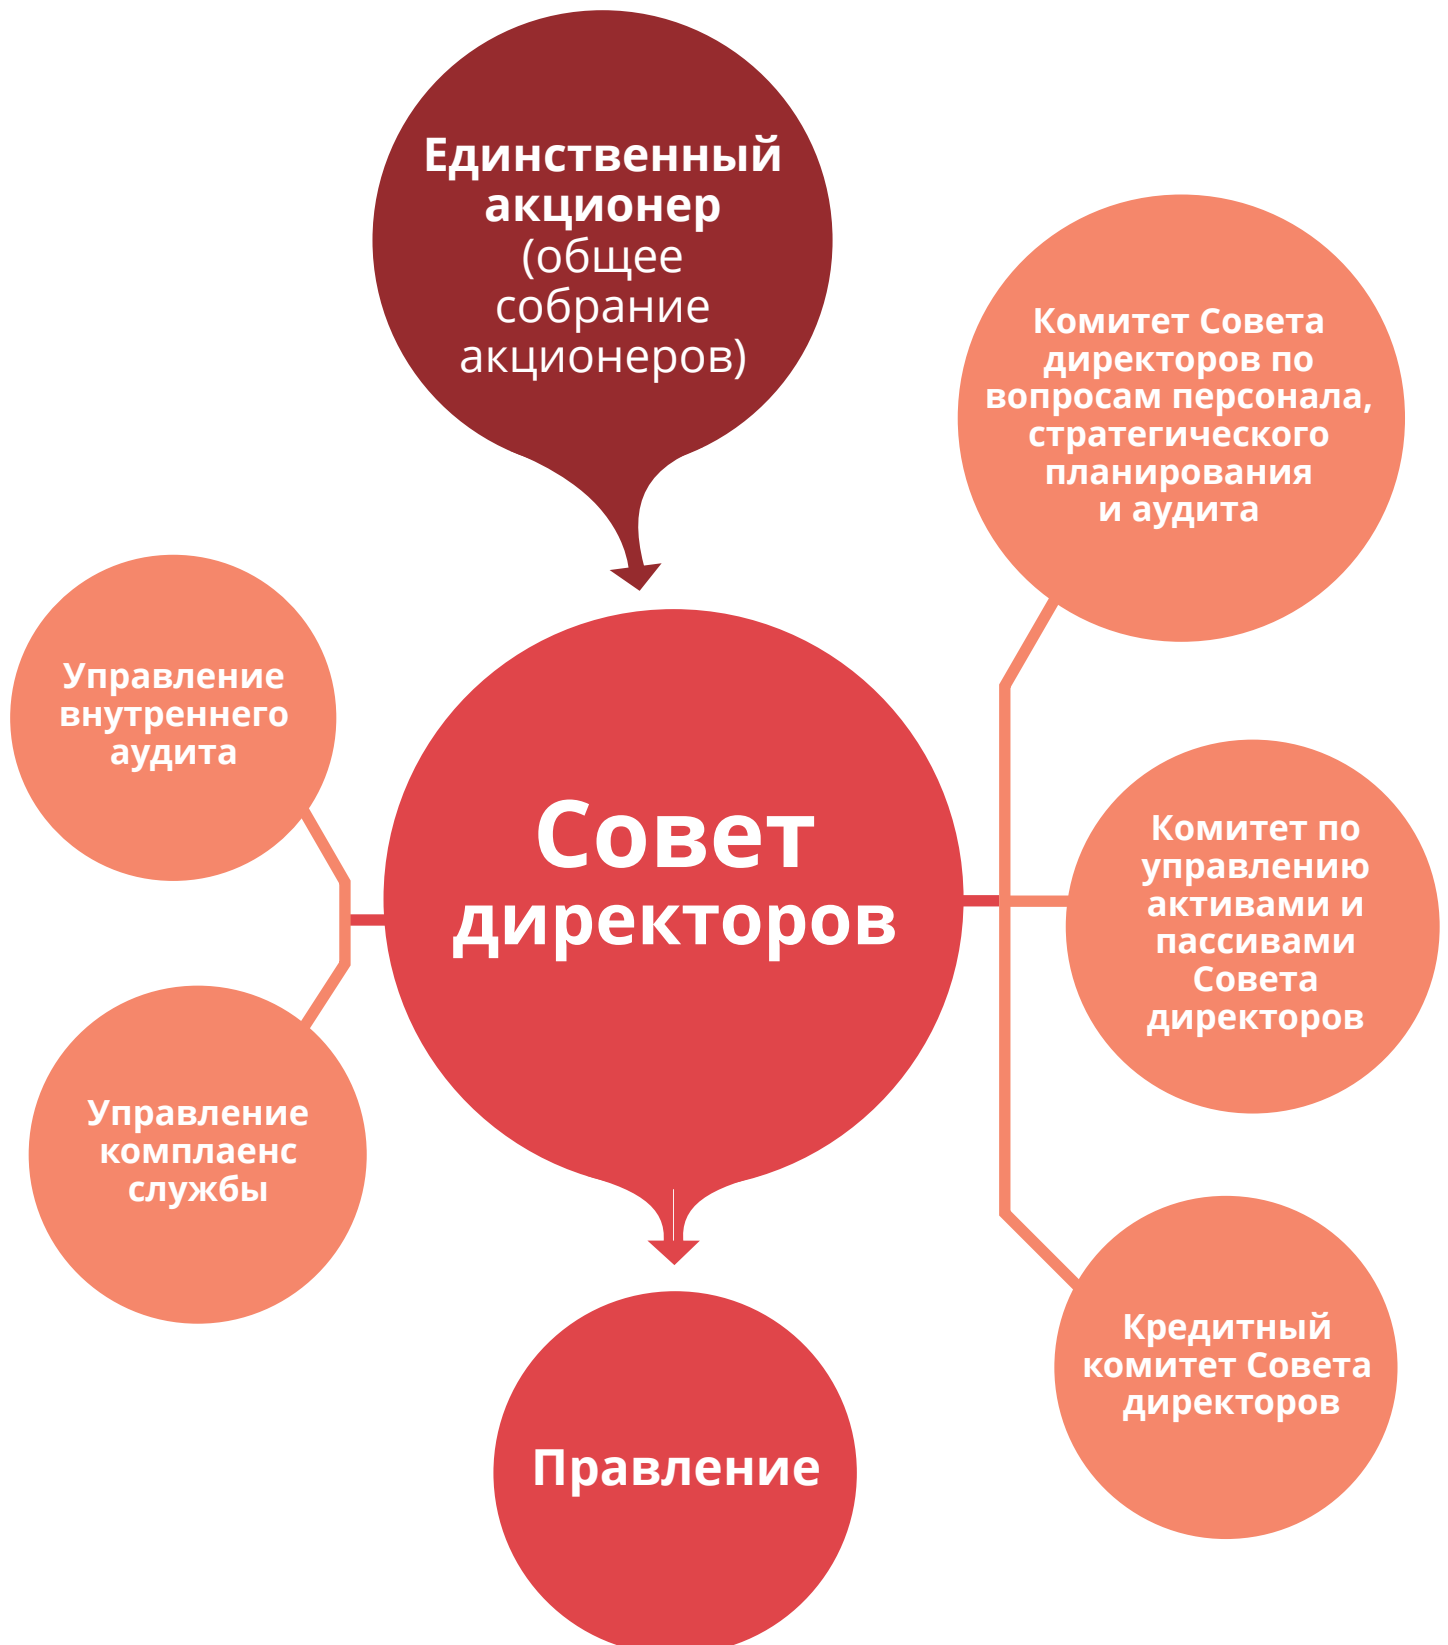 Единственный
акционер
(общее
собрание
акционеров)
Комитет Совета
директоров по
вопросам персонала,
стратегического
планирования
и аудита
Управление
внутреннего
аудита
Совет
директоров
Комитет по
управлению
активами и
пассивами
Совета
директоров
Управление
комплаенс
службы
Кредитный
комитет Совета
директоров
Правление